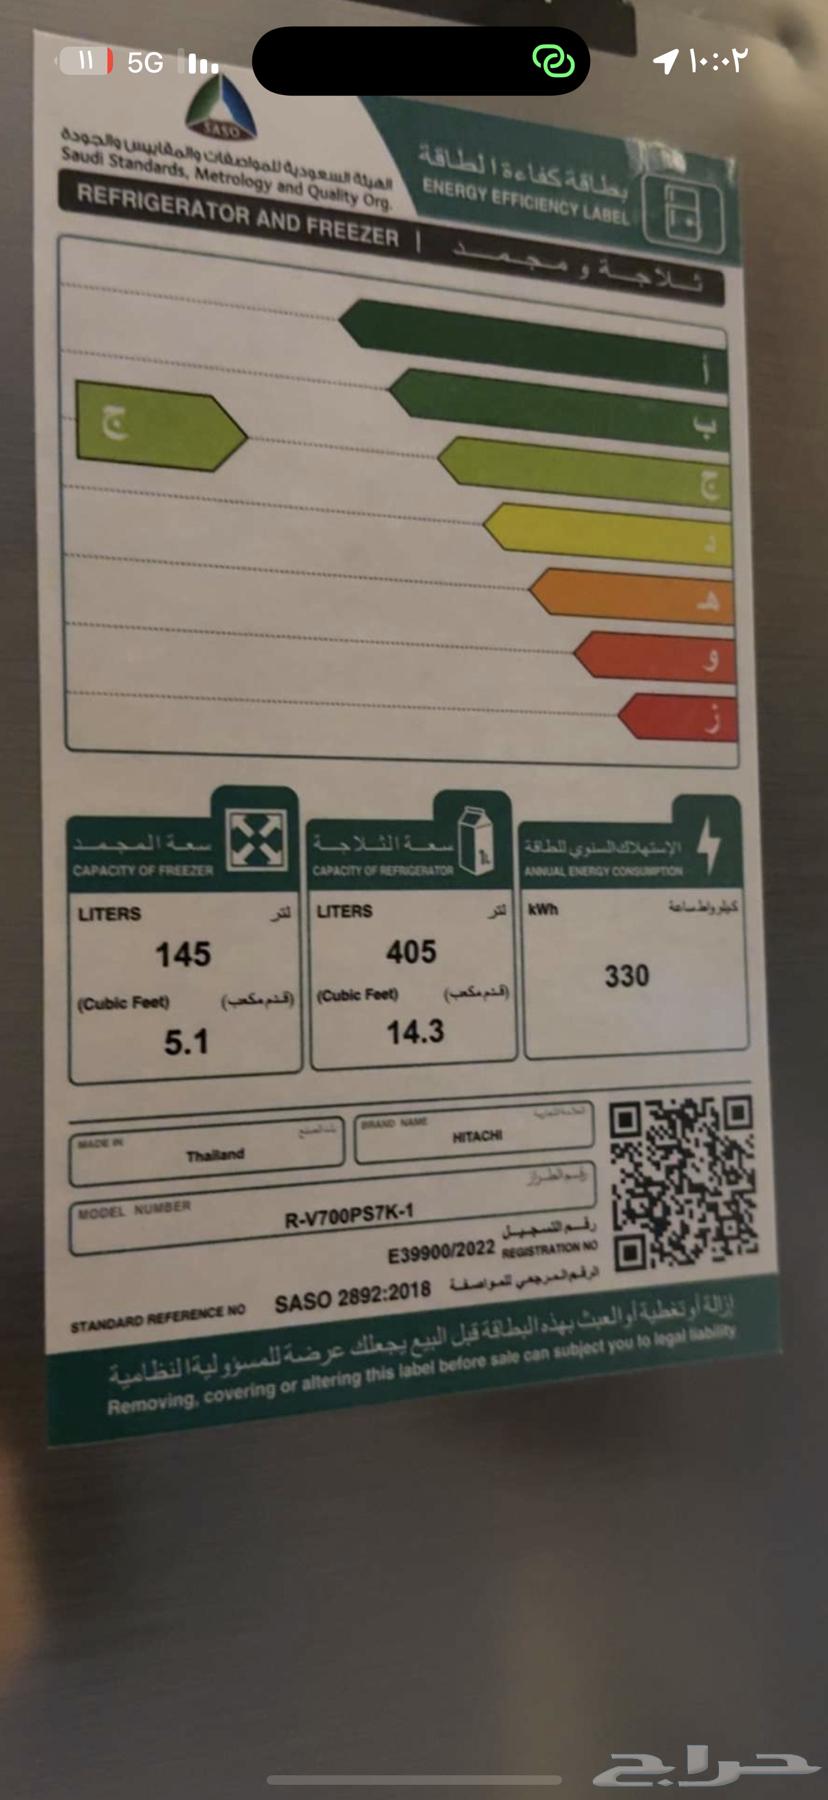 ١٠:٠٢
5G
١١
SASO
الهيئة السعودية للمواصفات والمقاييس والجودة
Saudi Standards, Metrology and Quality Org.
بطاقة كفاءة الطاقة
ENERGY EFFICIENCY LABEL
REFRIGERATOR AND FREEZER | ثلاجة و مجمد
أ
ب
ج
ج
د
هـ
و
ز
سعة المجمد
CAPACITY OF FREEZER
LITERS لتر
145
(Cubic Feet) (قدم مكعب)
5.1
سعة الثلاجة
CAPACITY OF REFRIGERATOR
1L
LITERS لتر
405
(Cubic Feet) (قدم مكعب)
14.3
الإستهلاك السنوي للطاقة
ANNUAL ENERGY CONSUMPTION
kWh كيلو واط ساعة
330
MADE IN بلد الصنع
Thailand
BRAND NAME العلامة التجارية
HITACHI
MODEL NUMBER رقم الطراز
R-V700PS7K-1
رقم التسجيل
E39900/2022 REGISTRATION NO
STANDARD REFERENCE NO SASO 2892:2018 الرقم المرجعي للمواصفة
إزالة أو تغطية أو العبث بهذه البطاقة قبل البيع يجعلك عرضة للمسؤولية النظامية
Removing, covering or altering this label before sale can subject you to legal liability
حراج